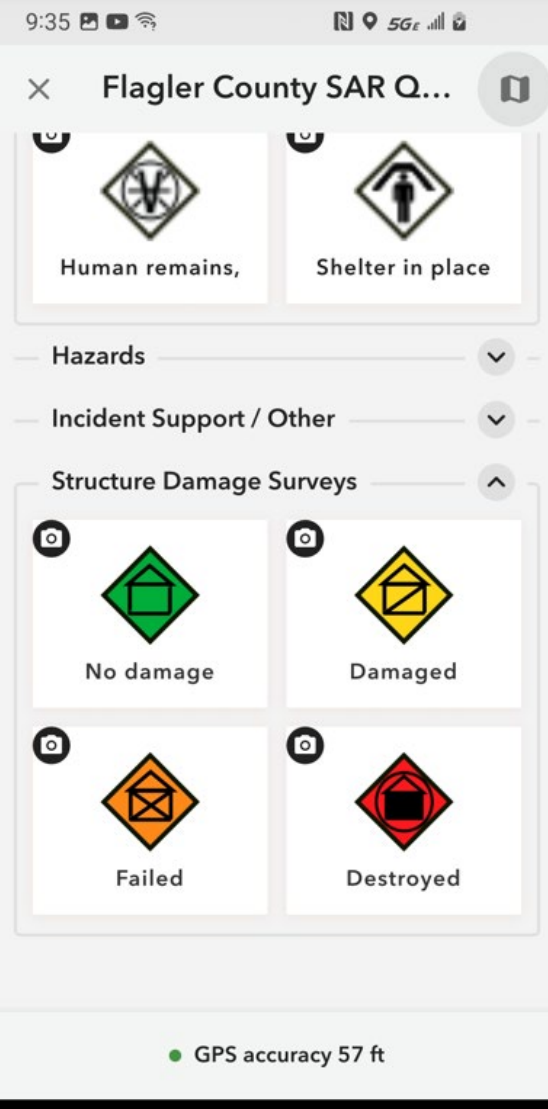 9:35
5GE
Flagler County SAR Q...
Human remains,
Shelter in place
Hazards
Incident Support / Other
Structure Damage Surveys
No damage
Damaged
Failed
Destroyed
GPS accuracy 57 ft